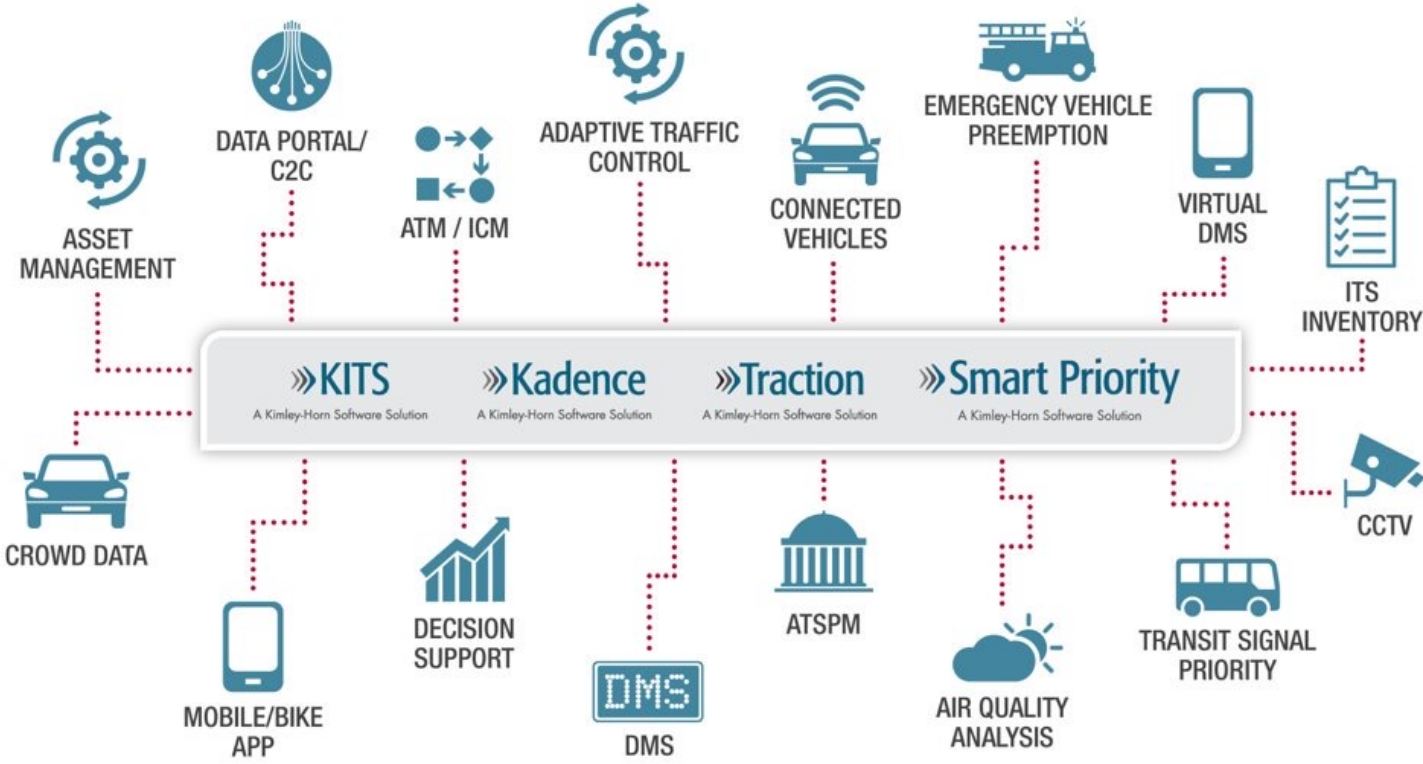 DATA PORTAL/
C2C
ADAPTIVE TRAFFIC
CONTROL
EMERGENCY VEHICLE
PREEMPTION
ASSET
MANAGEMENT
ATM / ICM
CONNECTED
VEHICLES
VIRTUAL
DMS
ITS
INVENTORY
KITS
A Kimley-Horn Software Solution
Kadence
A Kimley-Horn Software Solution
Traction
A Kimley-Horn Software Solution
Smart Priority
A Kimley-Horn Software Solution
CROWD DATA
MOBILE/BIKE
APP
DECISION
SUPPORT
DMS
DMS
ATSPM
AIR QUALITY
ANALYSIS
TRANSIT SIGNAL
PRIORITY
CCTV